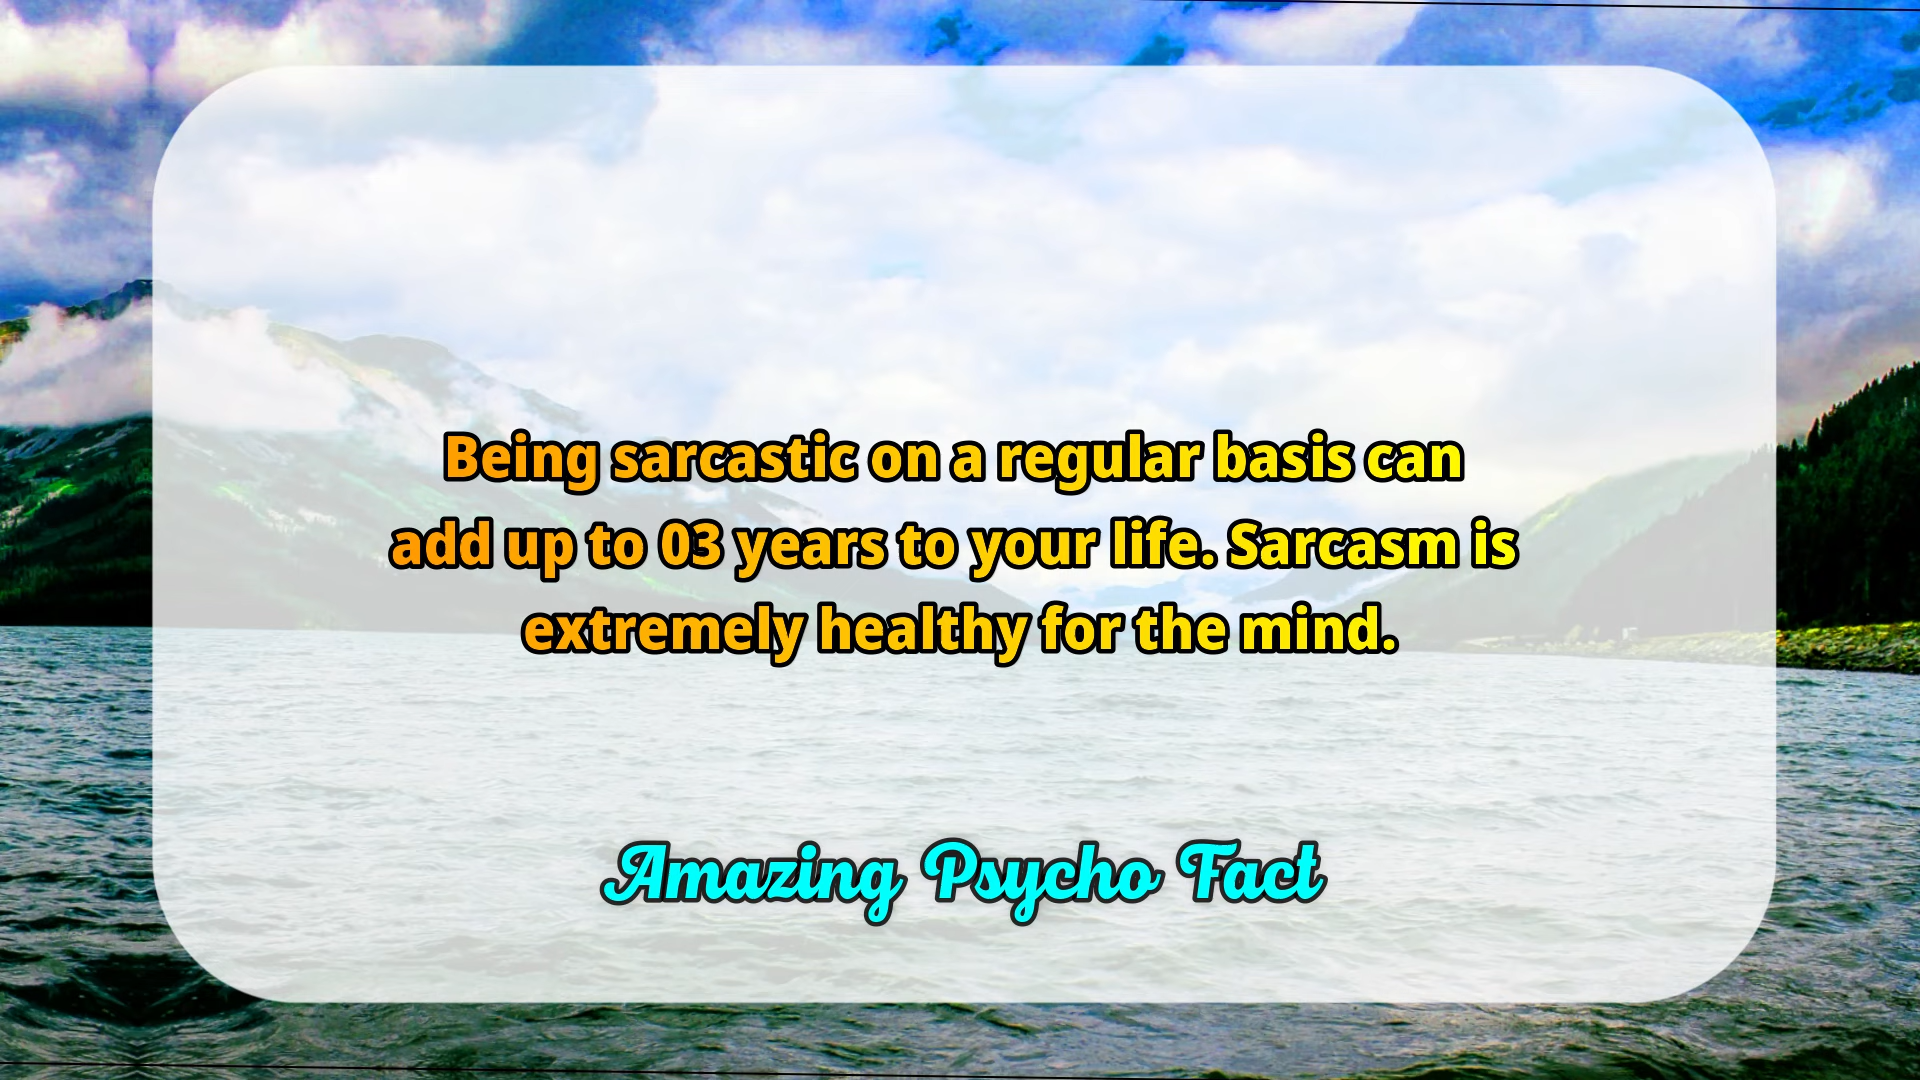 Being sarcastic on a regular basis can
add up to 03 years to your life. Sarcasm is
extremely healthy for the mind.
Amazing Psycho Fact